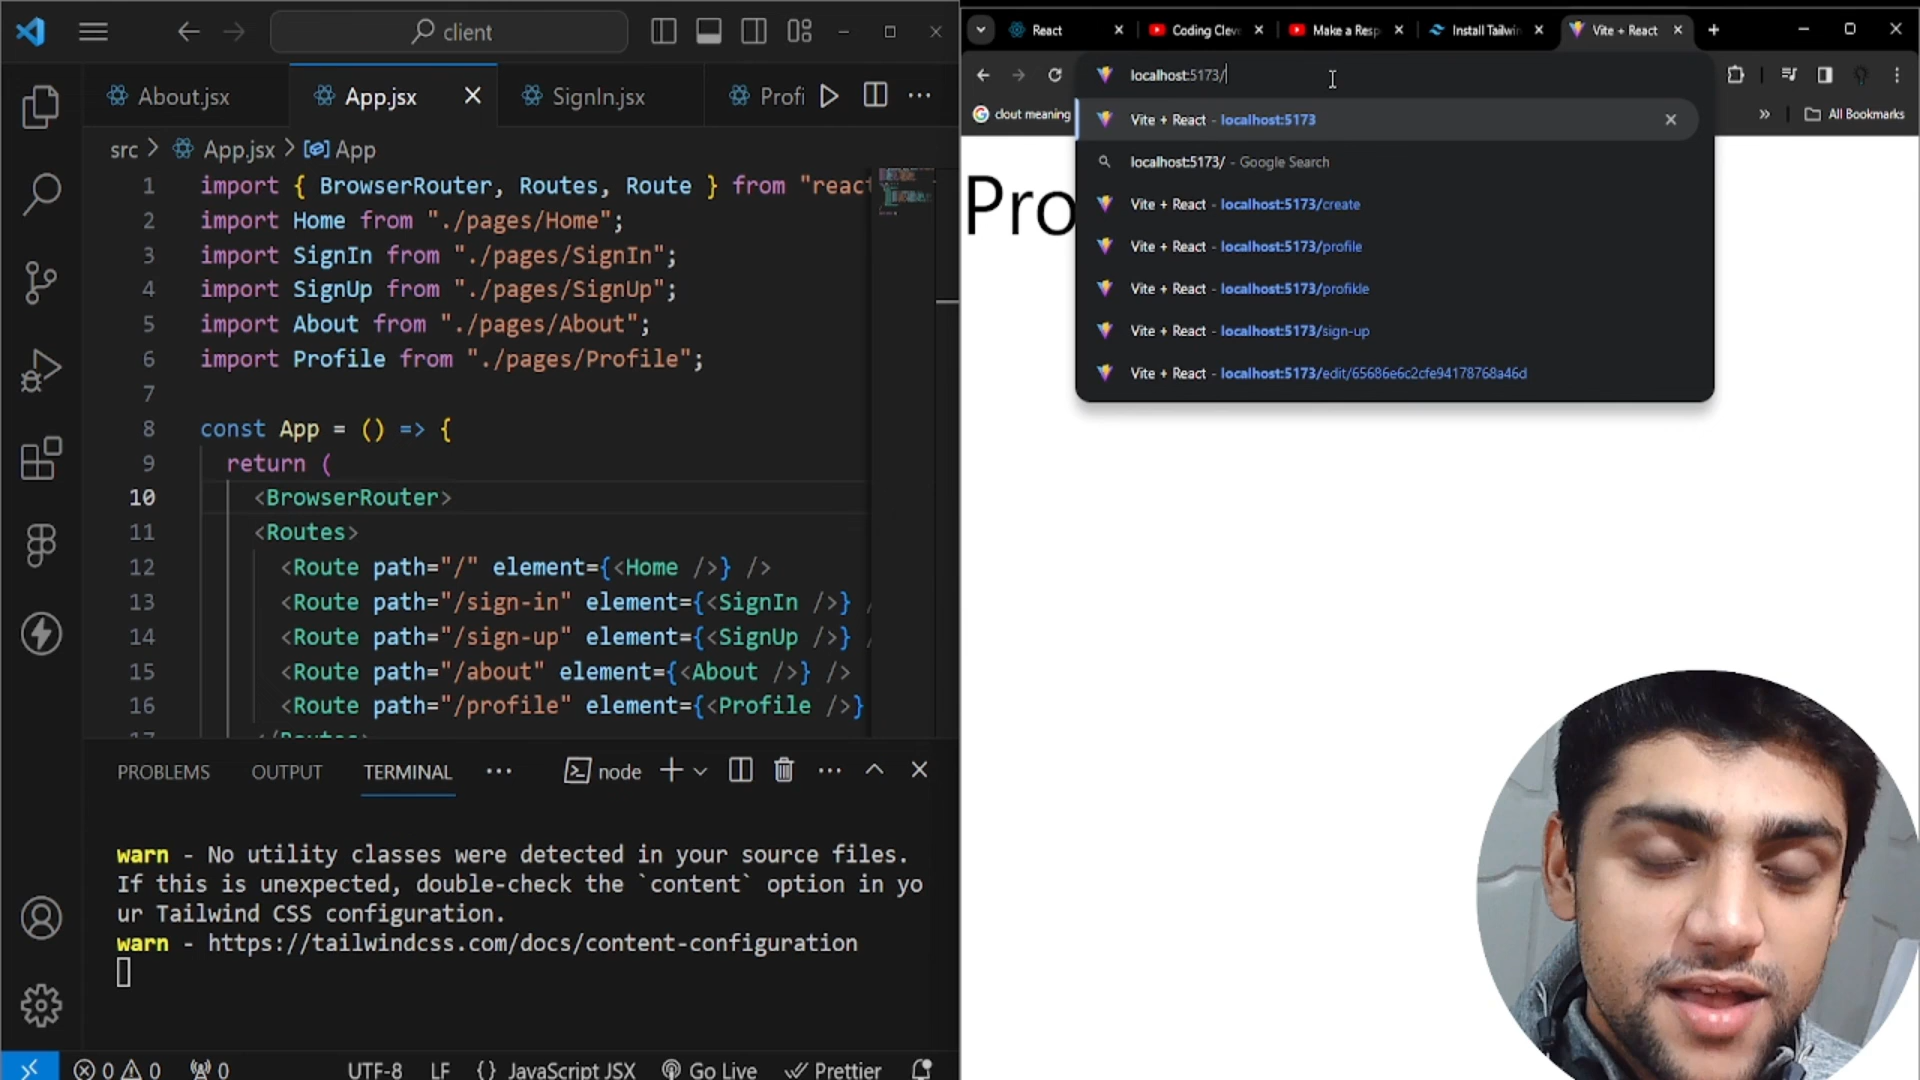 client
About.jsx
App.jsx
SignIn.jsx
Profi
src > App.jsx > App
1 import { BrowserRouter, Routes, Route } from "react
2 import Home from "./pages/Home";
3 import SignIn from "./pages/SignIn";
4 import SignUp from "./pages/SignUp";
5 import About from "./pages/About";
6 import Profile from "./pages/Profile";
7
8 const App = () => {
9 return (
10 <BrowserRouter>
11 <Routes>
12 <Route path="/" element={<Home />} />
13 <Route path="/sign-in" element={<SignIn />} /
14 <Route path="/sign-up" element={<SignUp />} /
15 <Route path="/about" element={<About />} />
16 <Route path="/profile" element={<Profile />}
17 </Routes>
PROBLEMS OUTPUT TERMINAL
node
warn - No utility classes were detected in your source files.
If this is unexpected, double-check the `content` option in yo
ur Tailwind CSS configuration.
warn - https://tailwindcss.com/docs/content-configuration
0 0 0 UTF-8 LF {} JavaScript JSX Go Live Prettier
React
Coding Cleve
Make a Resp
Install Tailwin
Vite + React
localhost:5173/
clout meaning
All Bookmarks
Vite + React - localhost:5173
localhost:5173/ - Google Search
Vite + React - localhost:5173/create
Vite + React - localhost:5173/profile
Vite + React - localhost:5173/profikle
Vite + React - localhost:5173/sign-up
Vite + React - localhost:5173/edit/65686e6c2cfe94178768a46d
Pro